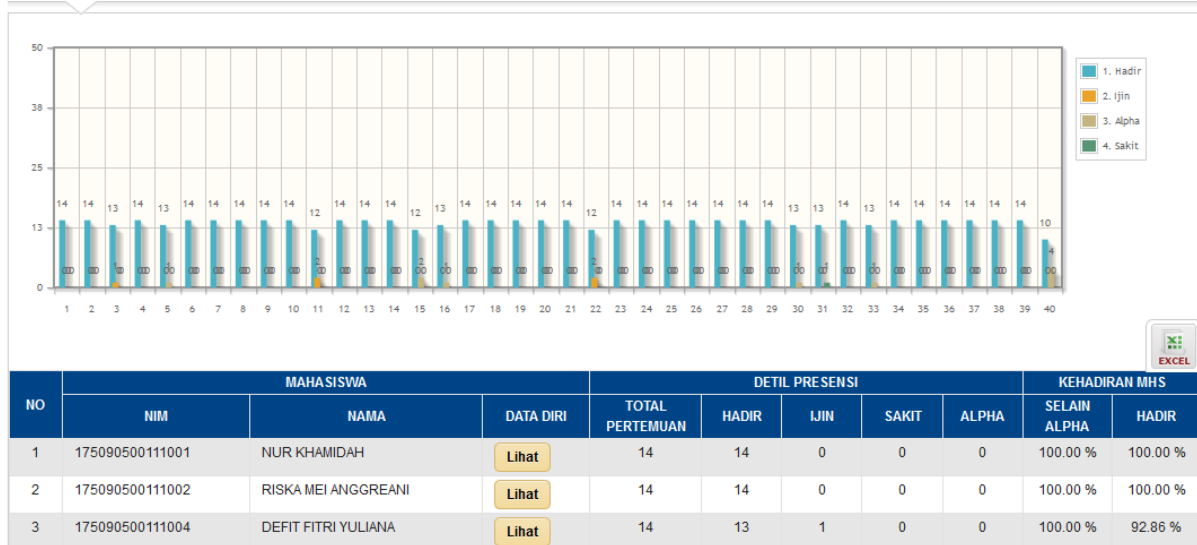 50
38
25
13
0
14 14 13 14 13 14 14 14 14 14 12 14 14 14 12 13 14 14 14 14 14 12 14 14 14 14 14 14 14 13 13 14 13 14 14 14 14 14 14 10
1 2 3 4 5 6 7 8 9 10 11 12 13 14 15 16 17 18 19 20 21 22 23 24 25 26 27 28 29 30 31 32 33 34 35 36 37 38 39 40
1. Hadir
2. Ijin
3. Alpha
4. Sakit
EXCEL
NO MAHASISWA DETIL PRESENSI KEHADIRAN MHS
NIM NAMA DATA DIRI TOTAL PERTEMUAN HADIR IJIN SAKIT ALPHA SELAIN ALPHA HADIR
1 175090500111001 NUR KHAMIDAH Lihat 14 14 0 0 0 100.00 % 100.00 %
2 175090500111002 RISKA MEI ANGGREANI Lihat 14 14 0 0 0 100.00 % 100.00 %
3 175090500111004 DEFIT FITRI YULIANA Lihat 14 13 1 0 0 100.00 % 92.86 %